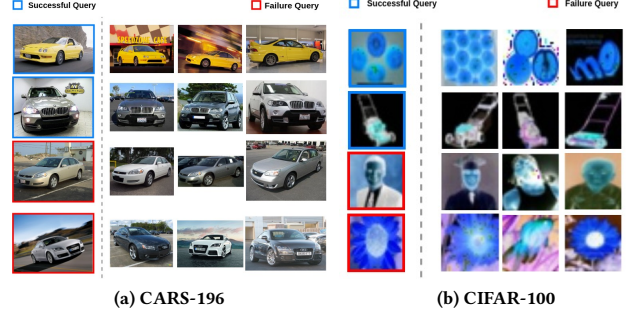 Successful Query
Failure Query
Successful Query
Failure Query
(a) CARS-196
(b) CIFAR-100